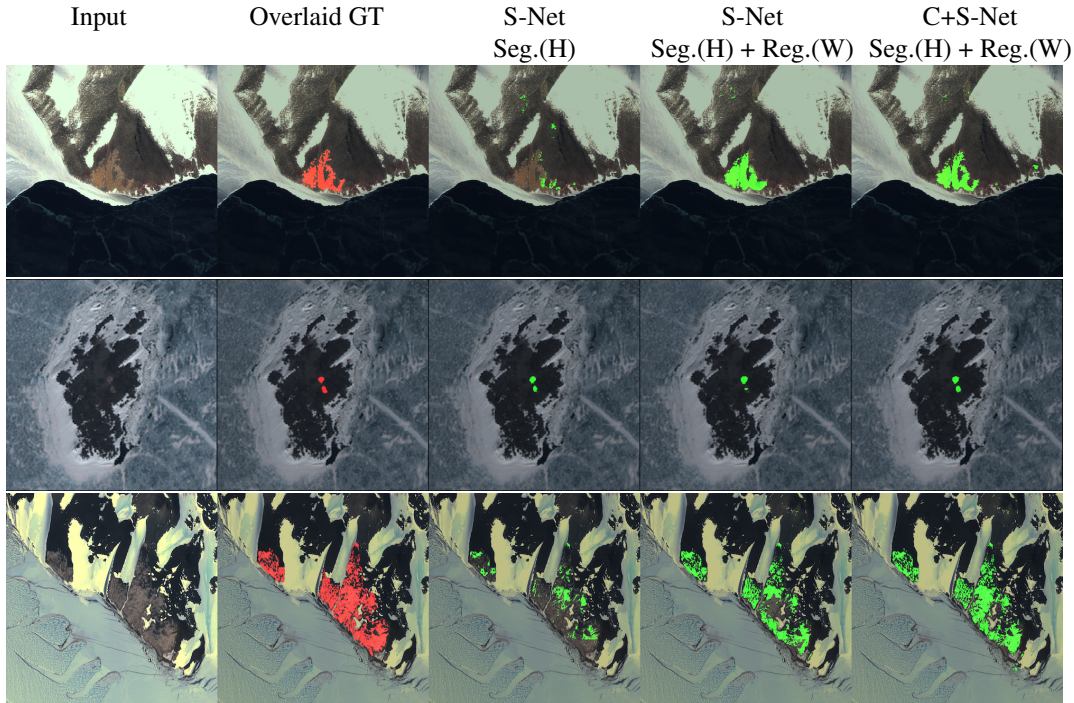 Input
Overlaid GT
S-Net
Seg.(H)
S-Net
Seg.(H) + Reg.(W)
C+S-Net
Seg.(H) + Reg.(W)